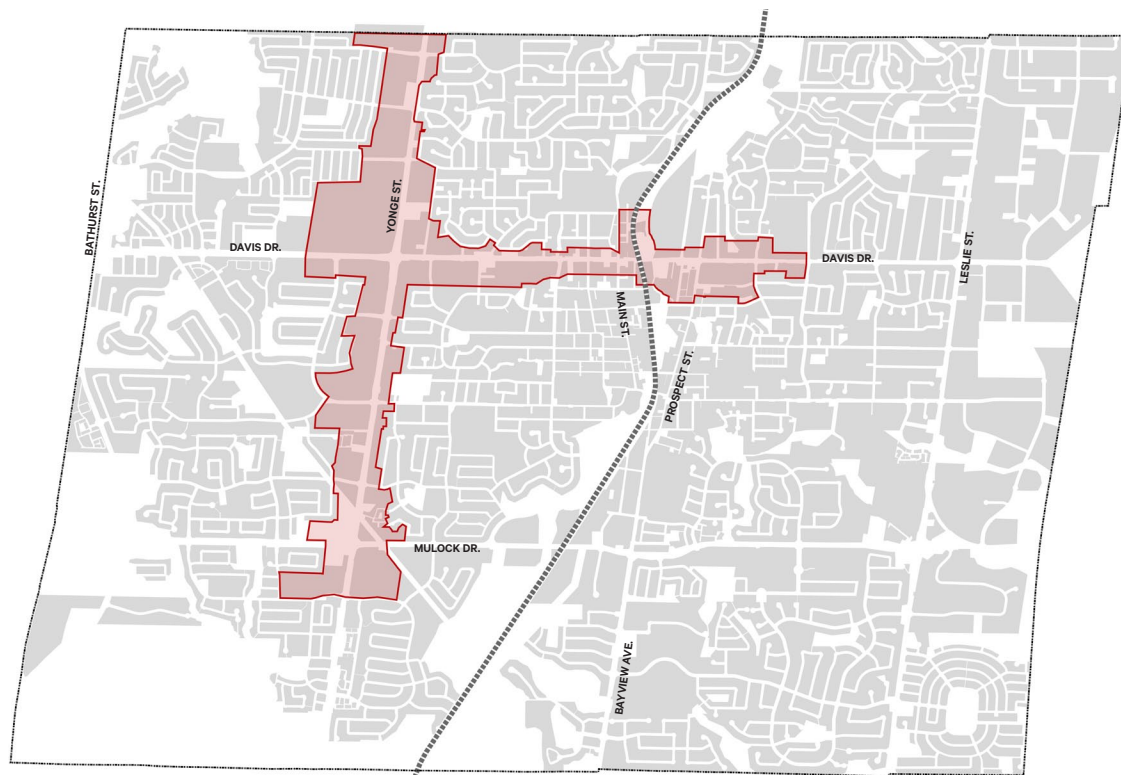 BATHURST ST.
YONGE ST.
DAVIS DR.
DAVIS DR.
LESLIE ST.
MAIN ST.
PROSPECT ST.
MULOCK DR.
BAYVIEW AVE.